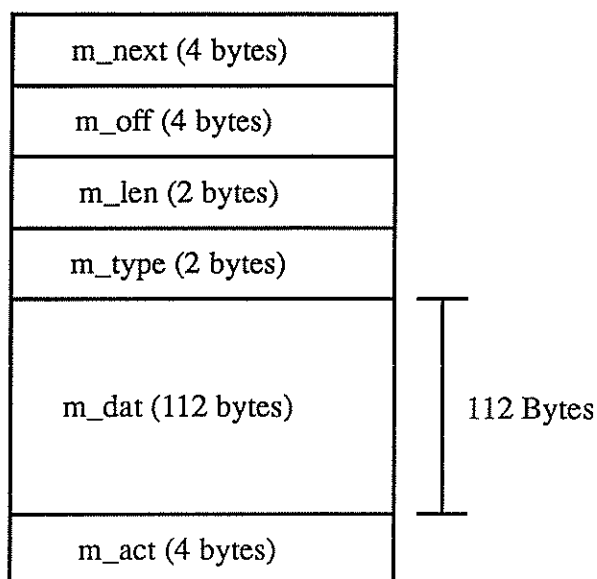 m_next (4 bytes)
m_off (4 bytes)
m_len (2 bytes)
m_type (2 bytes)
m_dat (112 bytes)
112 Bytes
m_act (4 bytes)